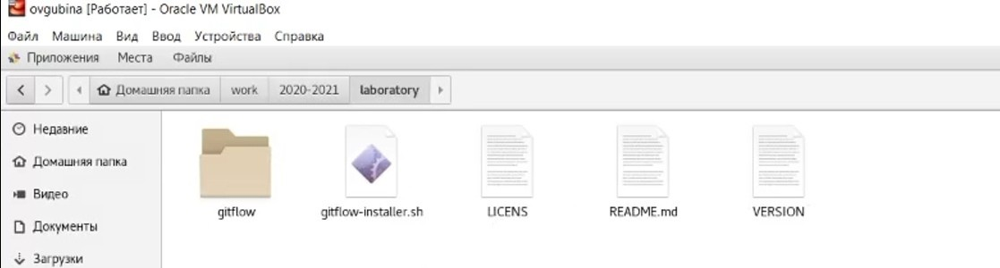 ovgubina [Работает] - Oracle VM VirtualBox
Файл Машина Вид Ввод Устройства Справка
Приложения Места Файлы
Домашняя папка work 2020-2021 laboratory
Недавние
Домашняя папка
Видео
Документы
Загрузки
gitflow gitflow-installer.sh LICENS README.md VERSION